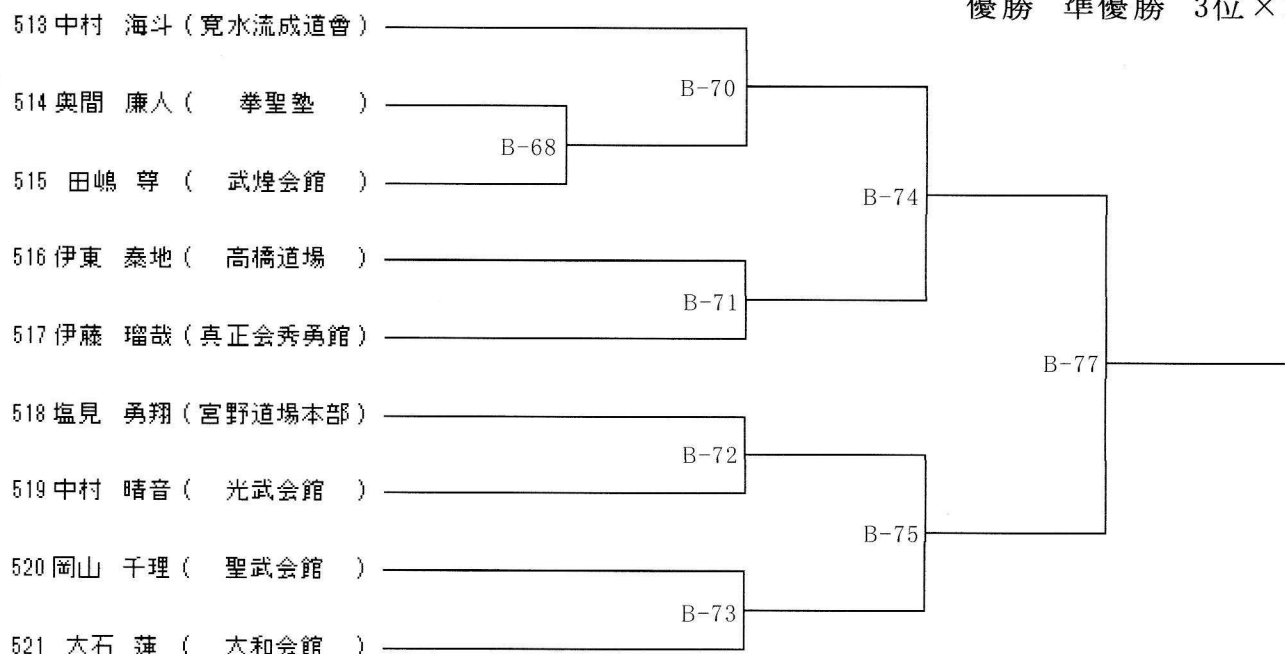 優勝 準優勝 3位×
513 中村 海斗 ( 寛水流成道會 )
B-70
514 奥間 廉人 ( 拳聖塾 )
B-68
515 田嶋 尊 ( 武煌会館 )
B-74
516 伊東 泰地 ( 高橋道場 )
B-71
517 伊藤 瑠哉 ( 真正会秀勇館 )
B-77
518 塩見 勇翔 ( 宮野道場本部 )
B-72
519 中村 晴音 ( 光武会館 )
B-75
520 岡山 千理 ( 聖武会館 )
B-73
521 大石 蓮 ( 大和会館 )